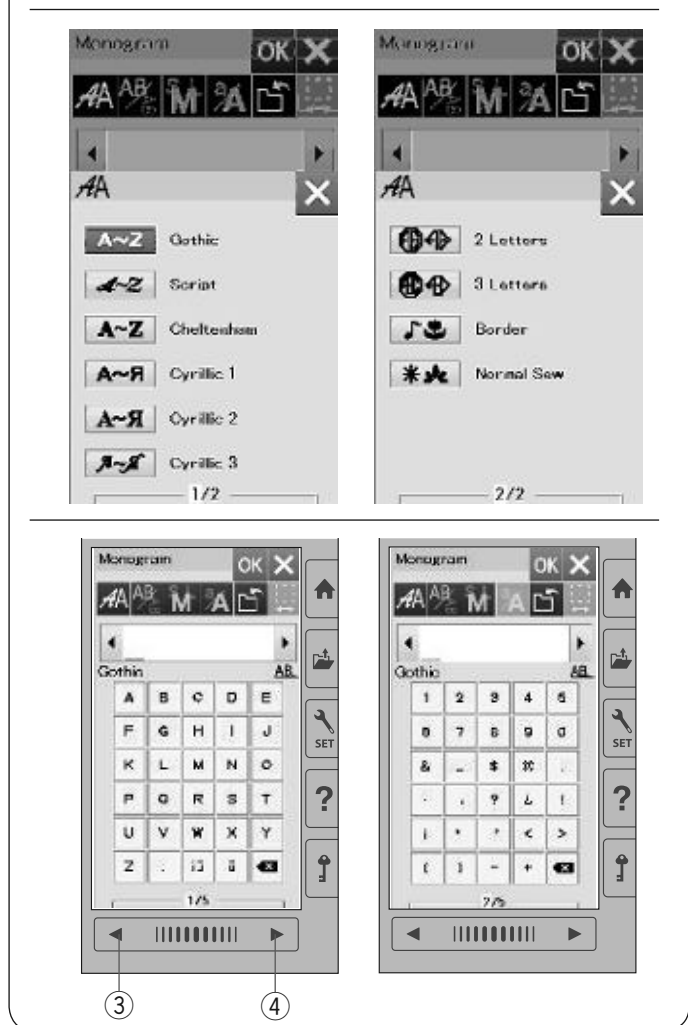 Monogram OK
A~Z Gothic
A~Z Script
A~Z Cheltenham
A~Я Cyrillic 1
A~Я Cyrillic 2
Я~Я Cyrillic 3
1/2
Monogram OK
2 Letters
3 Letters
Border
Normal Sew
2/2
Monogram OK
Gothic AB
A B C D E
F G H I J
K L M N O
P Q R S T
U V W X Y
Z
1/5
SET
?
③ ④
Monogram OK
Gothic AB
1 2 3 4 5
6 7 8 9 0
& _ $
? ¿ !
< >
( ) - +
2/5
SET
?